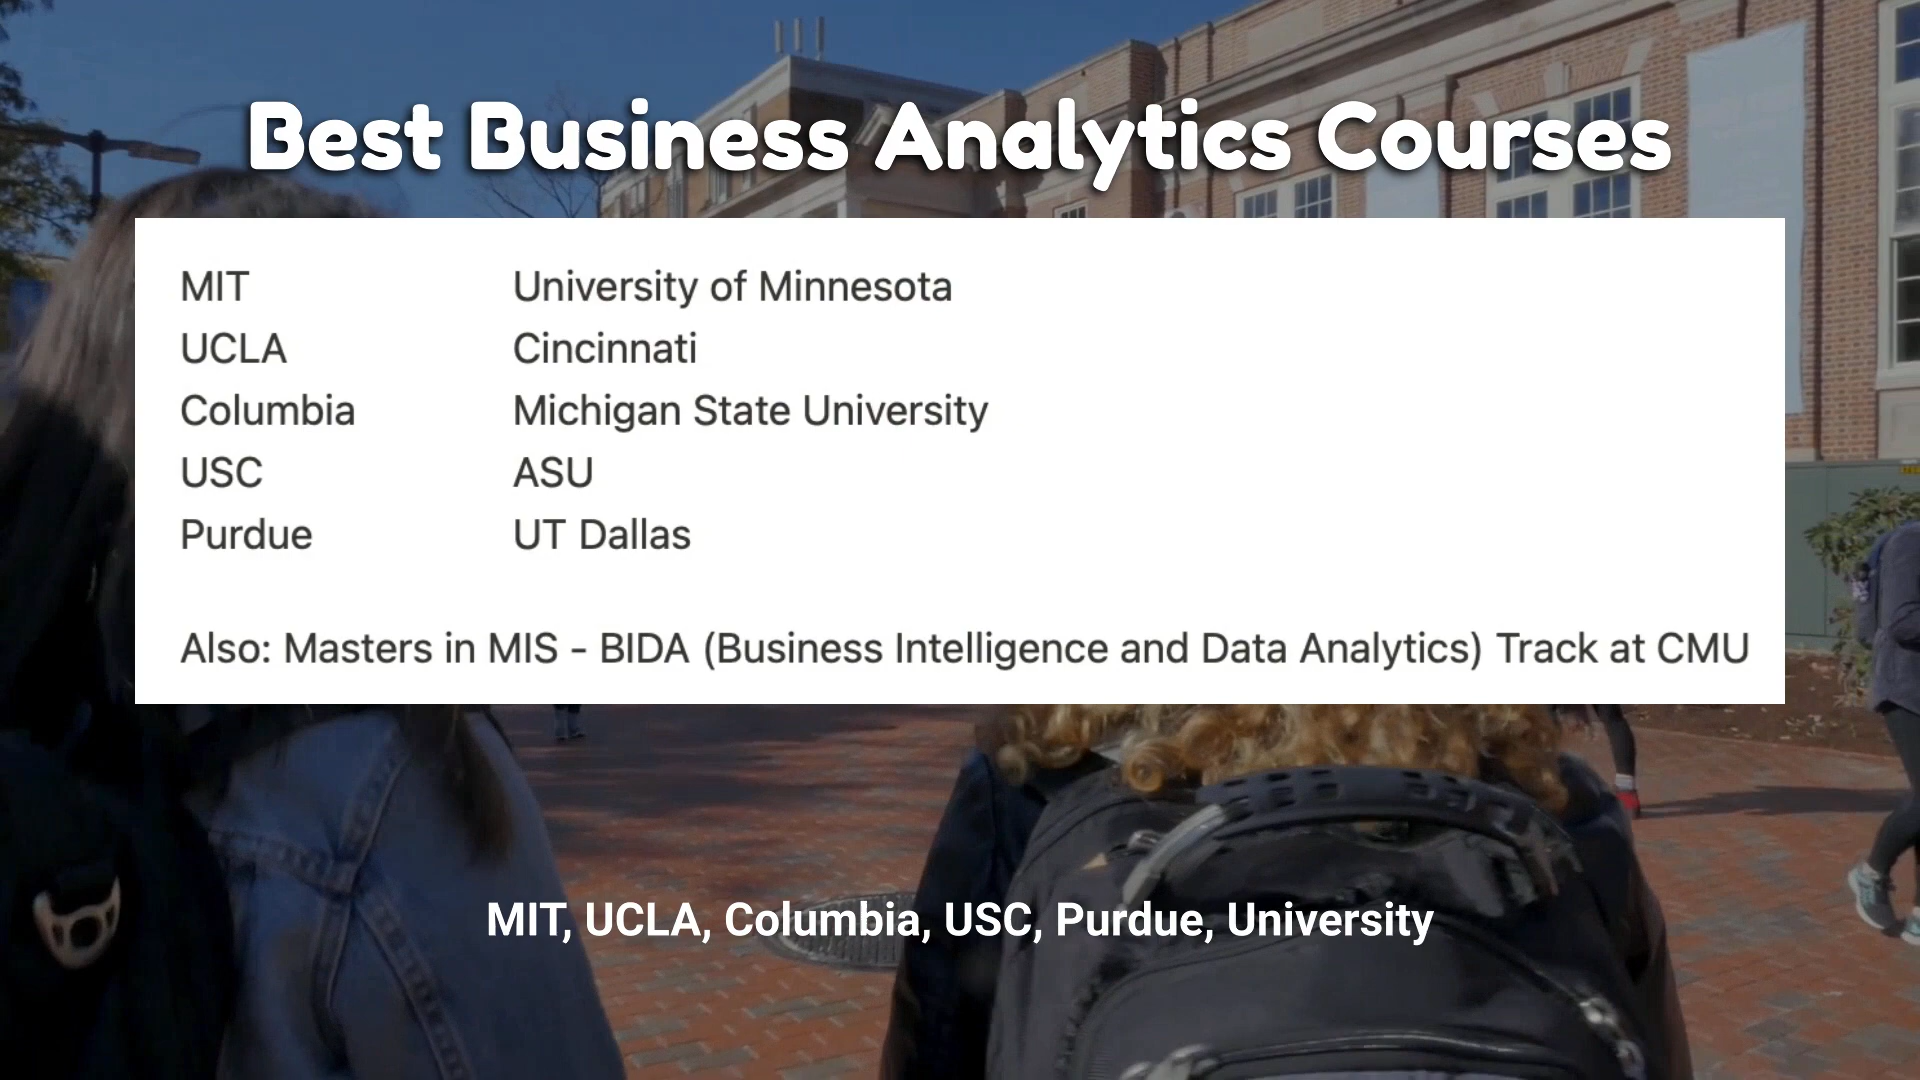 Best Business Analytics Courses
MIT
UCLA
Columbia
USC
Purdue
University of Minnesota
Cincinnati
Michigan State University
ASU
UT Dallas
Also: Masters in MIS - BIDA (Business Intelligence and Data Analytics) Track at CMU
MIT, UCLA, Columbia, USC, Purdue, University